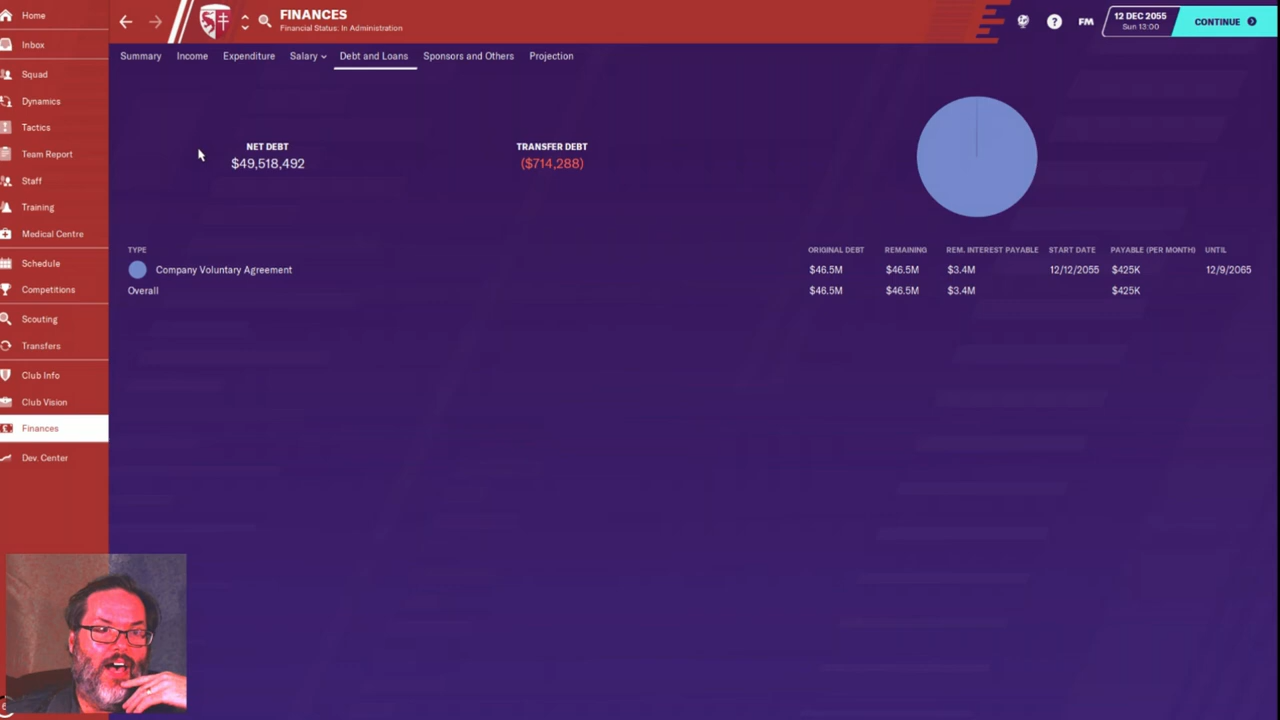 Home
FINANCES
Financial Status: In Administration
FM
12 DEC 2055
Sun 13:00
CONTINUE
Inbox
Summary
Income
Expenditure
Salary
Debt and Loans
Sponsors and Others
Projection
Squad
Dynamics
Tactics
Team Report
Staff
Training
Medical Centre
Schedule
Competitions
Scouting
Transfers
Club Info
Club Vision
Finances
Dev. Center
NET DEBT
$49,518,492
TRANSFER DEBT
($714,288)
TYPE ORIGINAL DEBT REMAINING REM. INTEREST PAYABLE START DATE PAYABLE (PER MONTH) UNTIL
Company Voluntary Agreement $46.5M $46.5M $3.4M 12/12/2055 $425K 12/9/2065
Overall $46.5M $46.5M $3.4M $425K